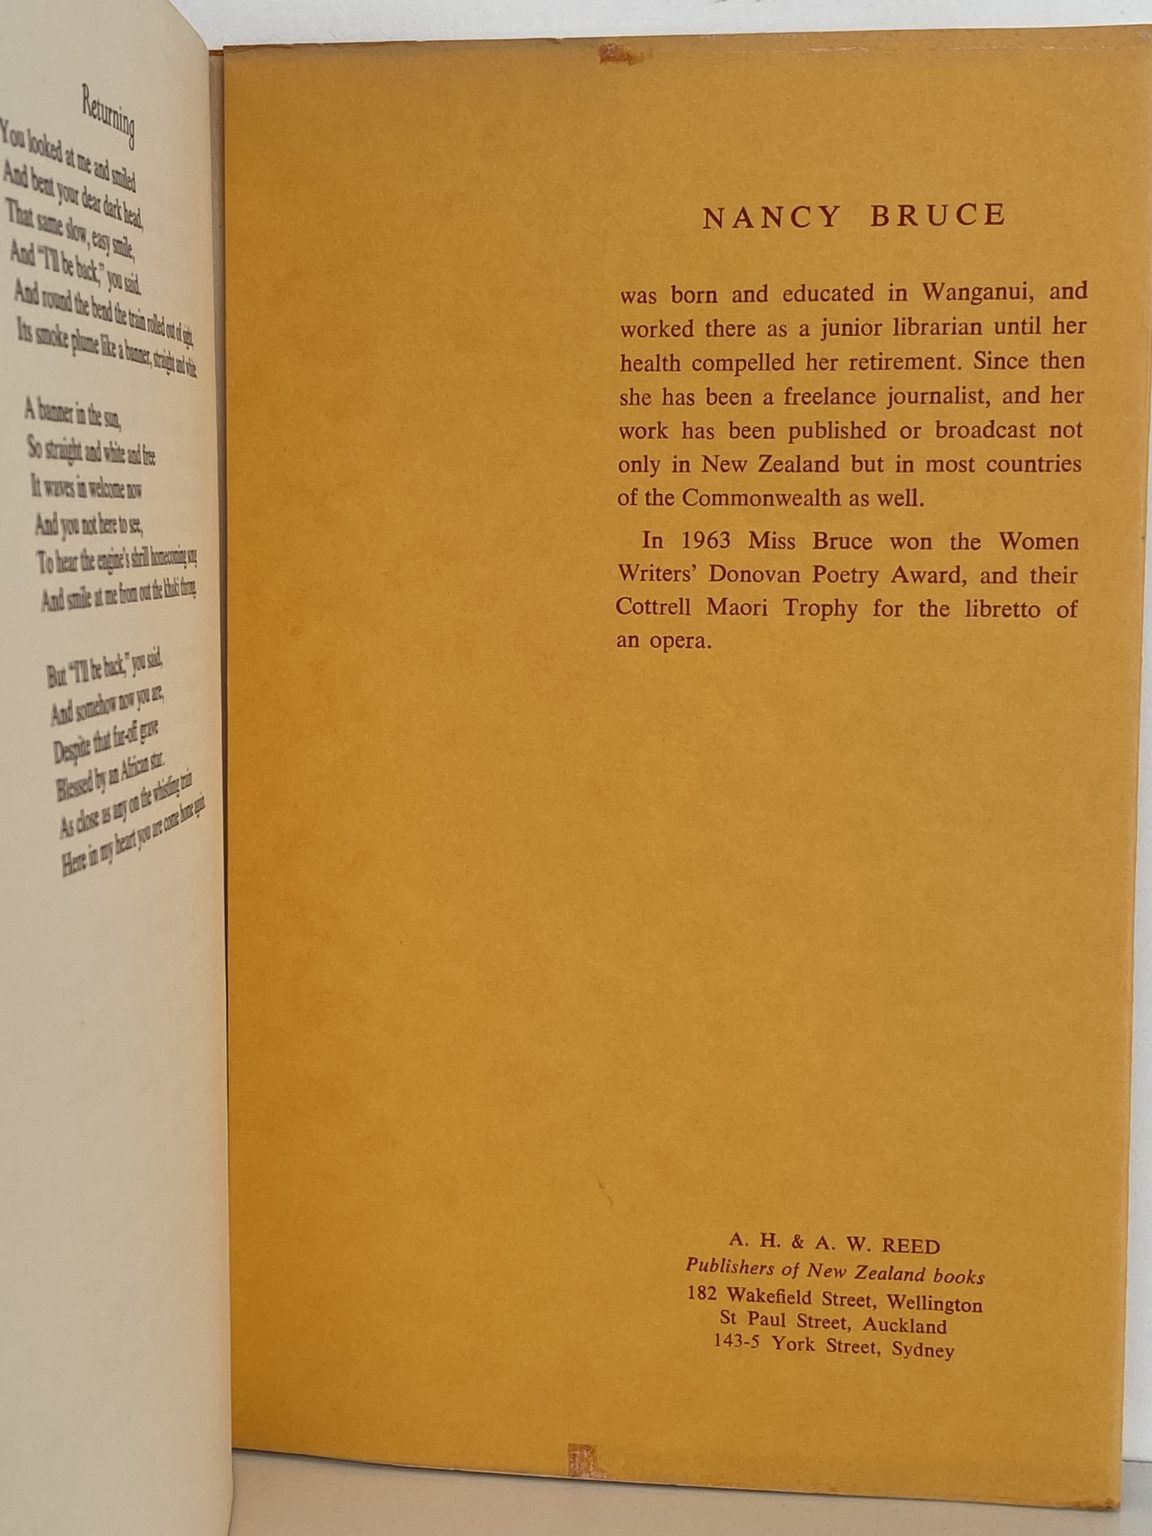 Returning
You looked at me and smiled
And bent your dear dark head,
That same slow, easy smile,
And "I'll be back," you said.
And round the bend the train rolled out of sight,
Its smoke plume like a banner, straight and white.
A banner in the sun,
So straight and white and free
It waves in welcome now
And you not here to see,
To hear the engine's shrill homecoming song
And smile at me from out the khaki throng.
But "I'll be back," you said,
And somehow now you are,
Despite that far-off grave
Blessed by an African star.
As close as any on the whistling train
Here in my heart you are come home again
NANCY BRUCE
was born and educated in Wanganui, and
worked there as a junior librarian until her
health compelled her retirement. Since then
she has been a freelance journalist, and her
work has been published or broadcast not
only in New Zealand but in most countries
of the Commonwealth as well.
In 1963 Miss Bruce won the Women
Writers' Donovan Poetry Award, and their
Cottrell Maori Trophy for the libretto of
an opera.
A. H. & A. W. REED
Publishers of New Zealand books
182 Wakefield Street, Wellington
St Paul Street, Auckland
143-5 York Street, Sydney